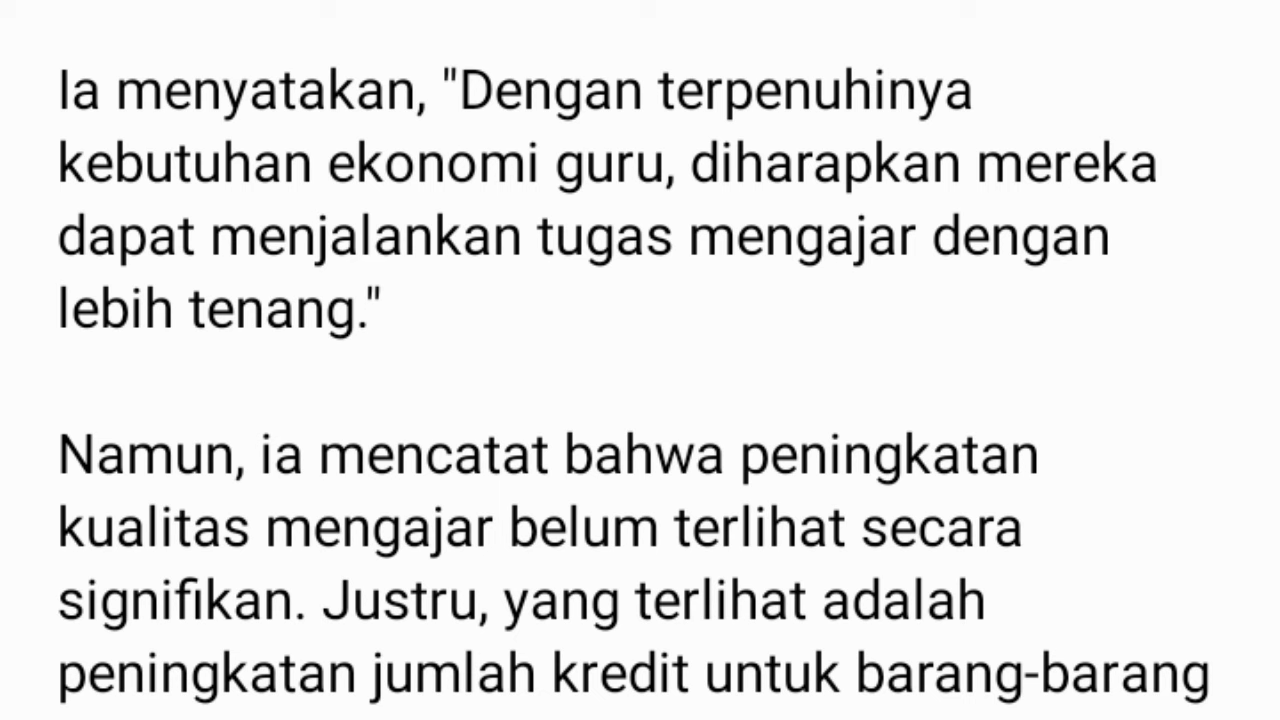 Ia menyatakan, "Dengan terpenuhinya
kebutuhan ekonomi guru, diharapkan mereka
dapat menjalankan tugas mengajar dengan
lebih tenang."
Namun, ia mencatat bahwa peningkatan
kualitas mengajar belum terlihat secara
signifikan. Justru, yang terlihat adalah
peningkatan jumlah kredit untuk barang-barang